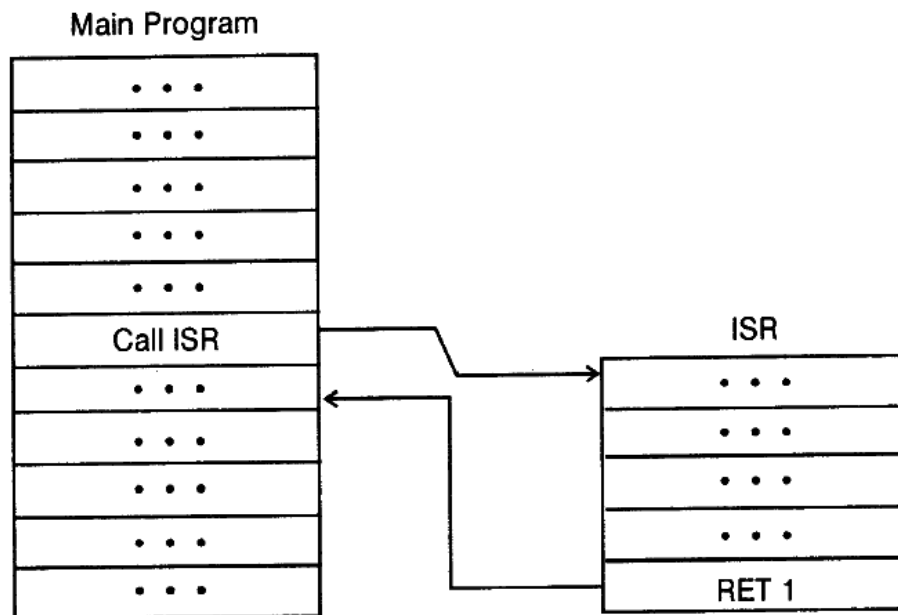 Main Program
• • •
• • •
• • •
• • •
• • •
Call ISR
• • •
• • •
• • •
• • •
• • •
ISR
• • •
• • •
• • •
• • •
RET 1